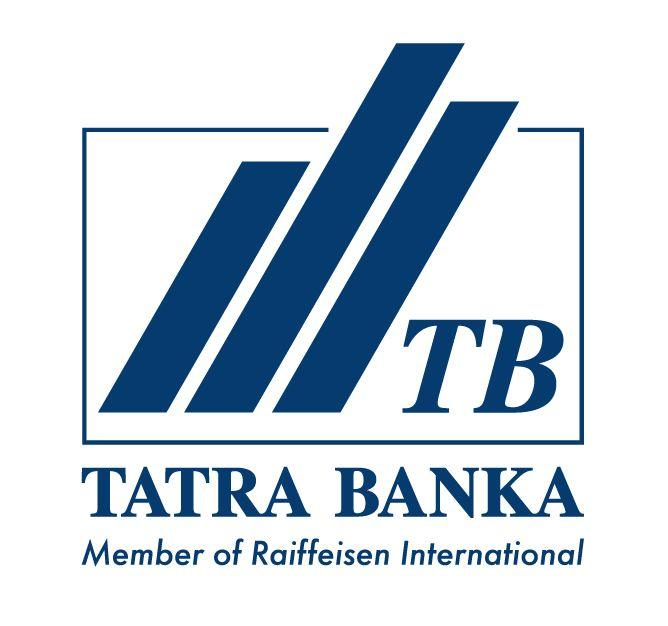 TB
TATRA BANKA
Member of Raiffeisen International